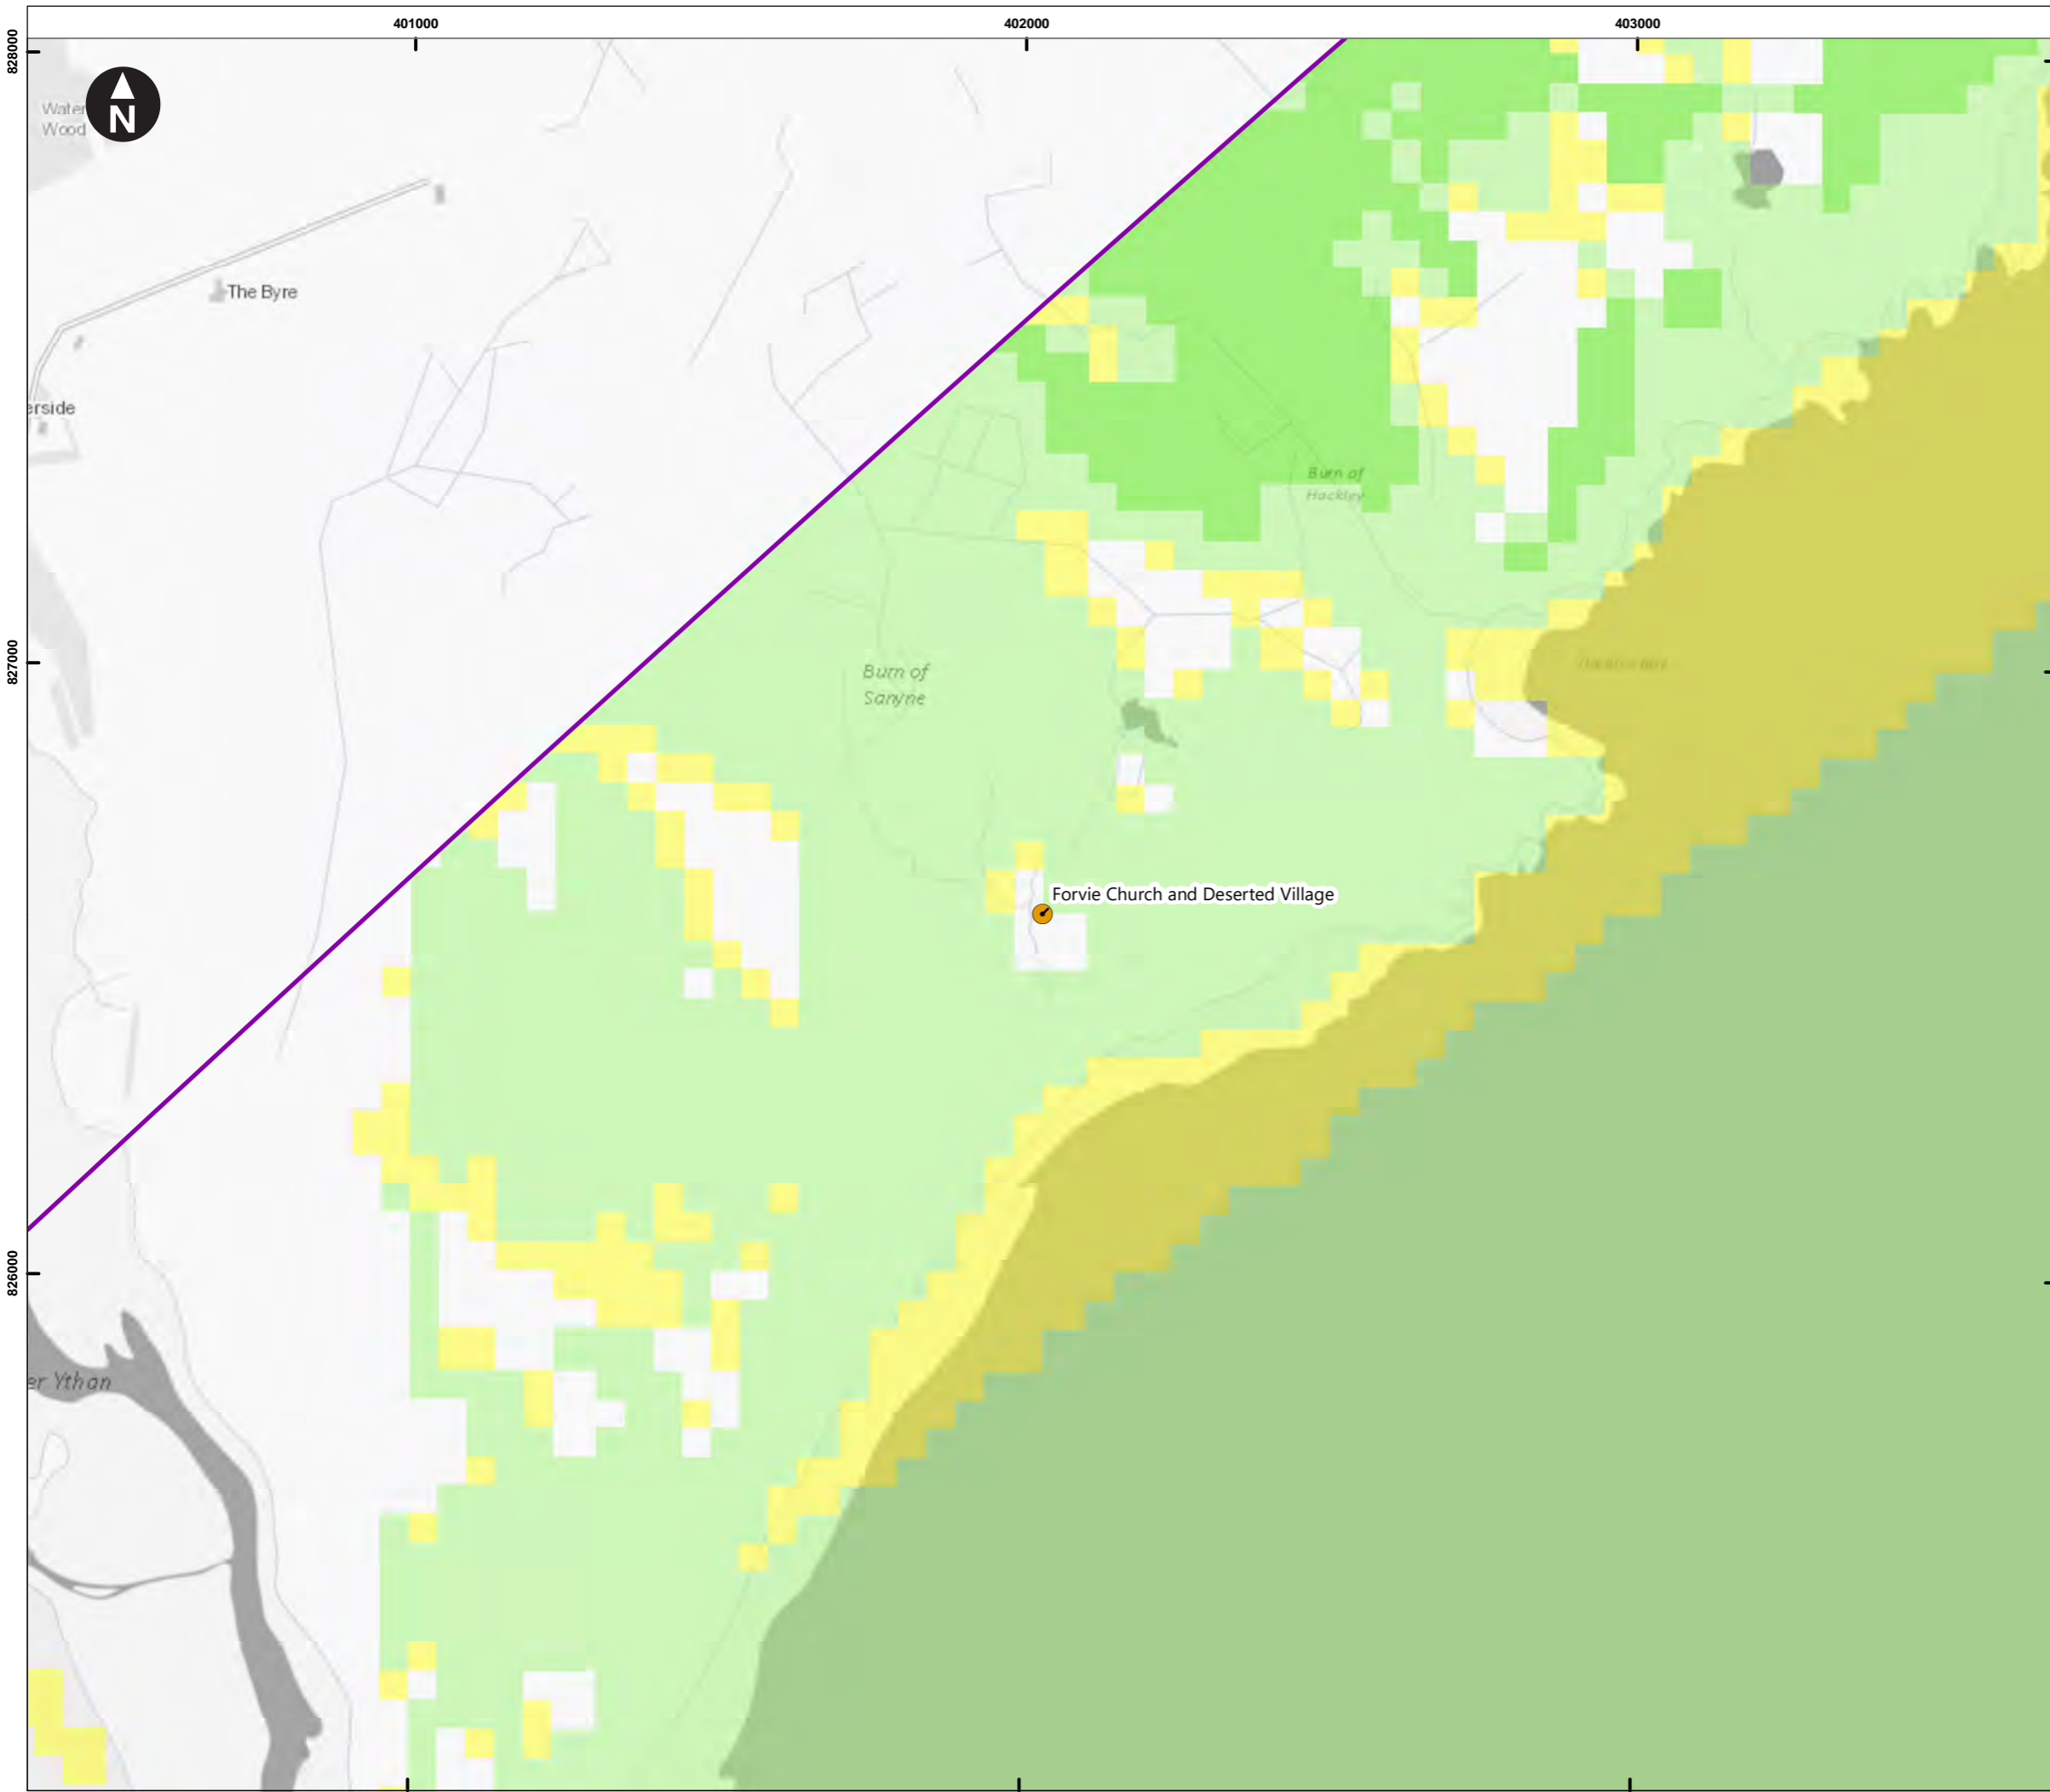 401000
402000
403000
828000
Water
Wood
N
The Byre
erside
Burn of
Hackley
827000
Burn of
Sanyne
Forvie Church and Deserted Village
826000
er Ythan